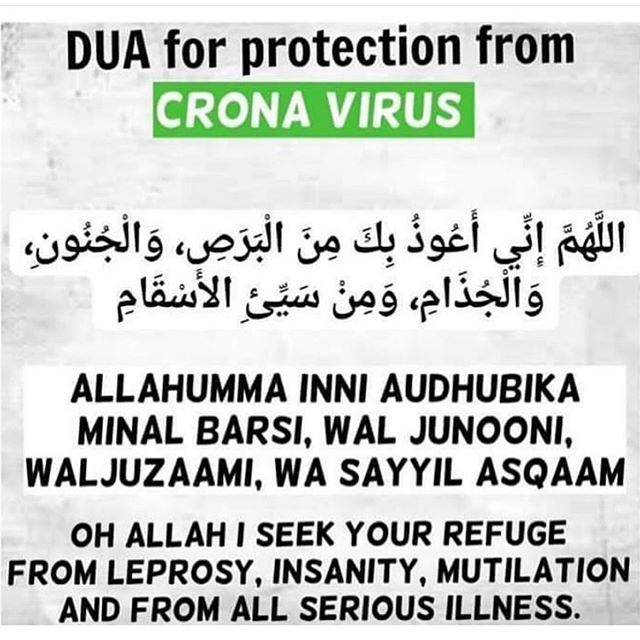 DUA for protection from
CRONA VIRUS
اللَّهُمَّ إِنِّي أَعُوذُ بِكَ مِنَ الْبَرَصِ، وَالْجُنُونِ،
وَالْجُذَامِ، وَمِنْ سَيِّئِ الأَسْقَامِ
ALLAHUMMA INNI AUDHUBIKA
MINAL BARSI, WAL JUNOONI,
WALJUZAAMI, WA SAYYIL ASQAAM
OH ALLAH I SEEK YOUR REFUGE
FROM LEPROSY, INSANITY, MUTILATION
AND FROM ALL SERIOUS ILLNESS.